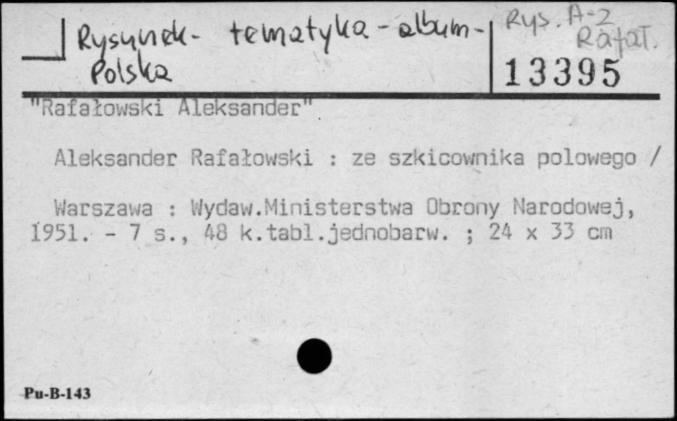 Rysunek - tematyka - album -
Polska
Rys. A-2
Rafał.
13395
"Rafałowski Aleksander"
Aleksander Rafałowski : ze szkicownika polowego /
Warszawa : Wydaw.Ministerstwa Obrony Narodowej,
1951. - 7 s., 48 k.tabl.jednobarw. ; 24 x 33 cm
Pu-B-143